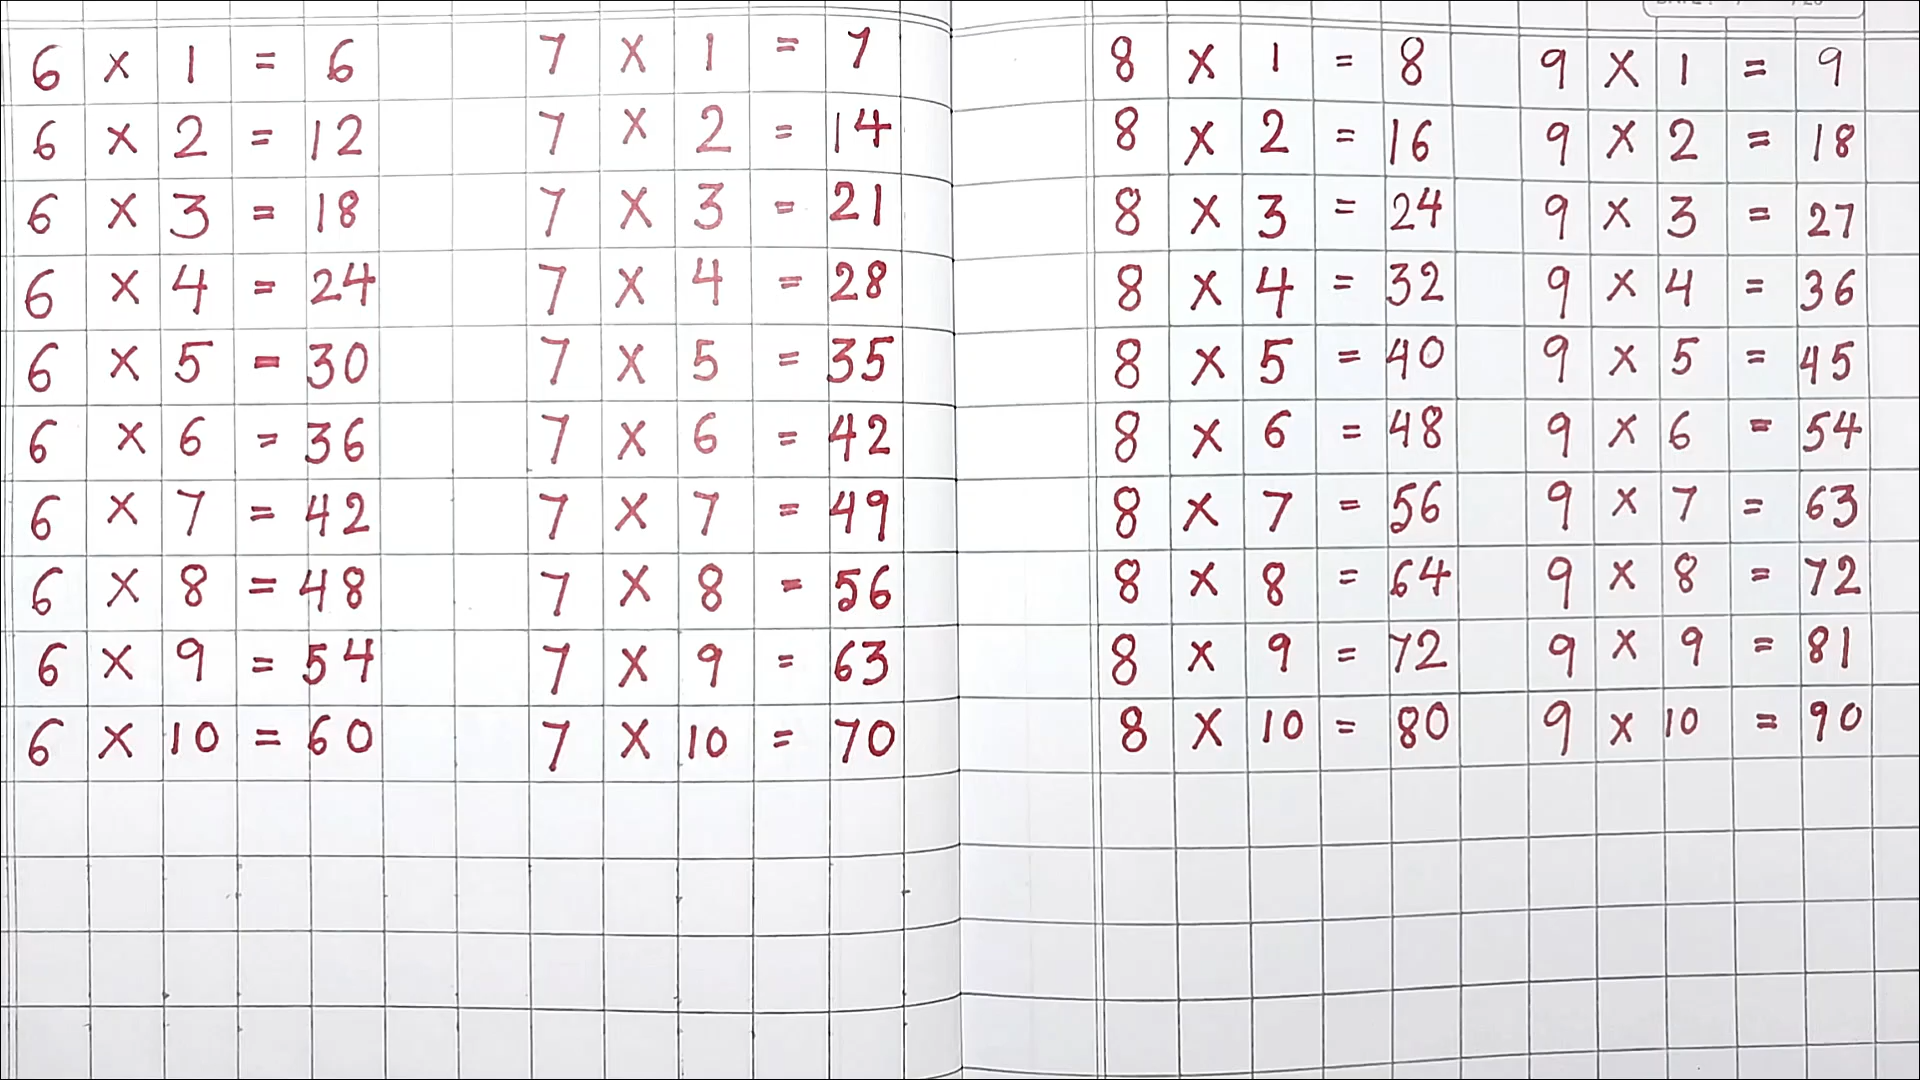 6 × 1 = 6 7 × 1 = 7 8 × 1 = 8 9 × 1 = 9
6 × 2 = 12 7 × 2 = 14 8 × 2 = 16 9 × 2 = 18
6 × 3 = 18 7 × 3 = 21 8 × 3 = 24 9 × 3 = 27
6 × 4 = 24 7 × 4 = 28 8 × 4 = 32 9 × 4 = 36
6 × 5 = 30 7 × 5 = 35 8 × 5 = 40 9 × 5 = 45
6 × 6 = 36 7 × 6 = 42 8 × 6 = 48 9 × 6 = 54
6 × 7 = 42 7 × 7 = 49 8 × 7 = 56 9 × 7 = 63
6 × 8 = 48 7 × 8 = 56 8 × 8 = 64 9 × 8 = 72
6 × 9 = 54 7 × 9 = 63 8 × 9 = 72 9 × 9 = 81
6 × 10 = 60 7 × 10 = 70 8 × 10 = 80 9 × 10 = 90